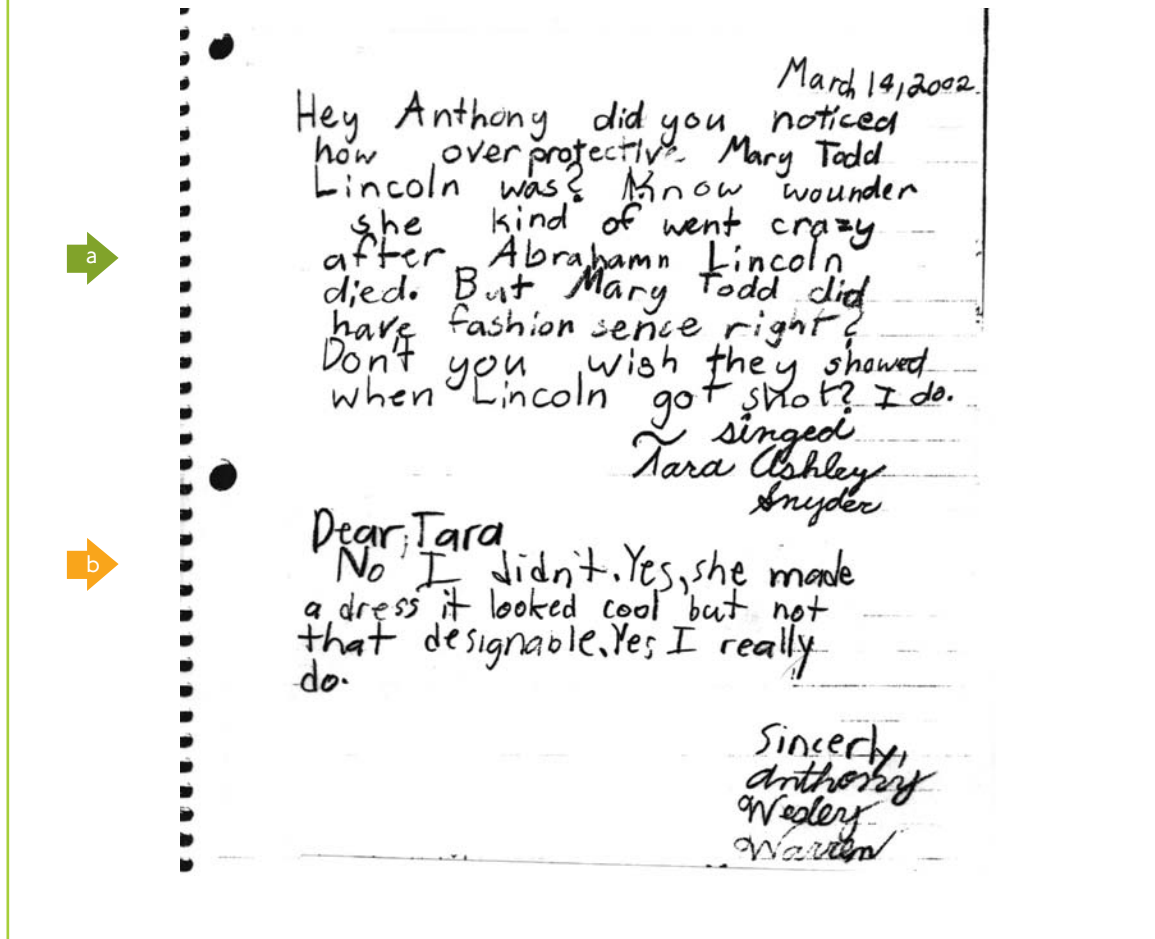 March 14, 2002
Hey Anthony did you noticed
how overprotective Mary Todd
Lincoln was? Know wounder
she kind of went crazy
a
after Abrahamn Lincoln
died. But Mary Todd did
have fashion sence right?
Don't you wish they showed
when Lincoln got shot? I do.
singed
Tara Ashley
Snyder
Dear, Tara
b
No I didn't. Yes, she made
a dress it looked cool but not
that designable. Yes I really
do.
Sincerly,
Anthony
Wesley
Warren